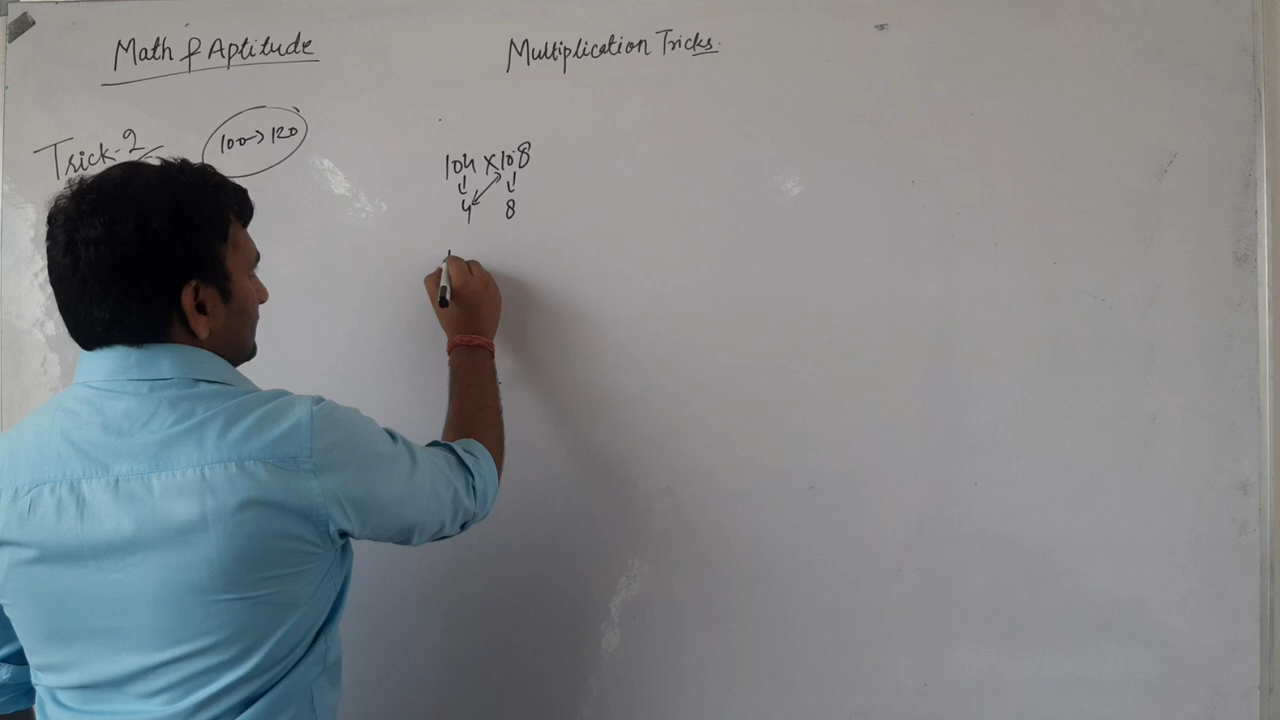 Math & Aptitude
Multiplication Tricks.
Trick-2
100→120
104 × 108
↓ ↓
4 8